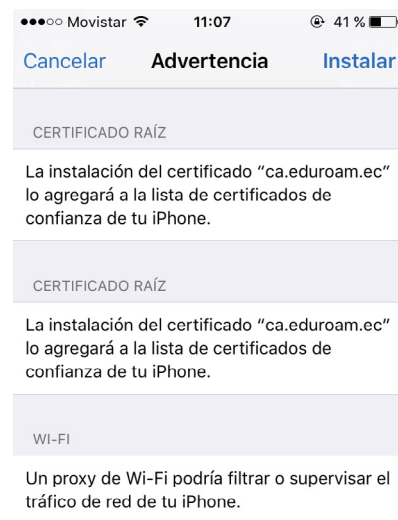 Movistar 11:07 41 %
Cancelar Advertencia Instalar
CERTIFICADO RAÍZ
La instalación del certificado “ca.eduroam.ec”
lo agregará a la lista de certificados de
confianza de tu iPhone.
CERTIFICADO RAÍZ
La instalación del certificado “ca.eduroam.ec”
lo agregará a la lista de certificados de
confianza de tu iPhone.
WI-FI
Un proxy de Wi-Fi podría filtrar o supervisar el
tráfico de red de tu iPhone.